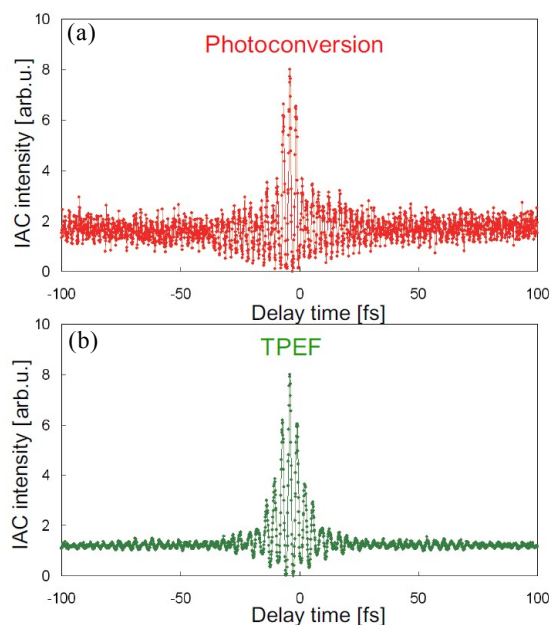 (a)
Photoconversion
IAC intensity [arb.u.]
10
8
6
4
2
0
-100 -50 0 50 100
Delay time [fs]
(b)
TPEF
IAC intensity [arb.u.]
10
8
6
4
2
0
-100 -50 0 50 100
Delay time [fs]